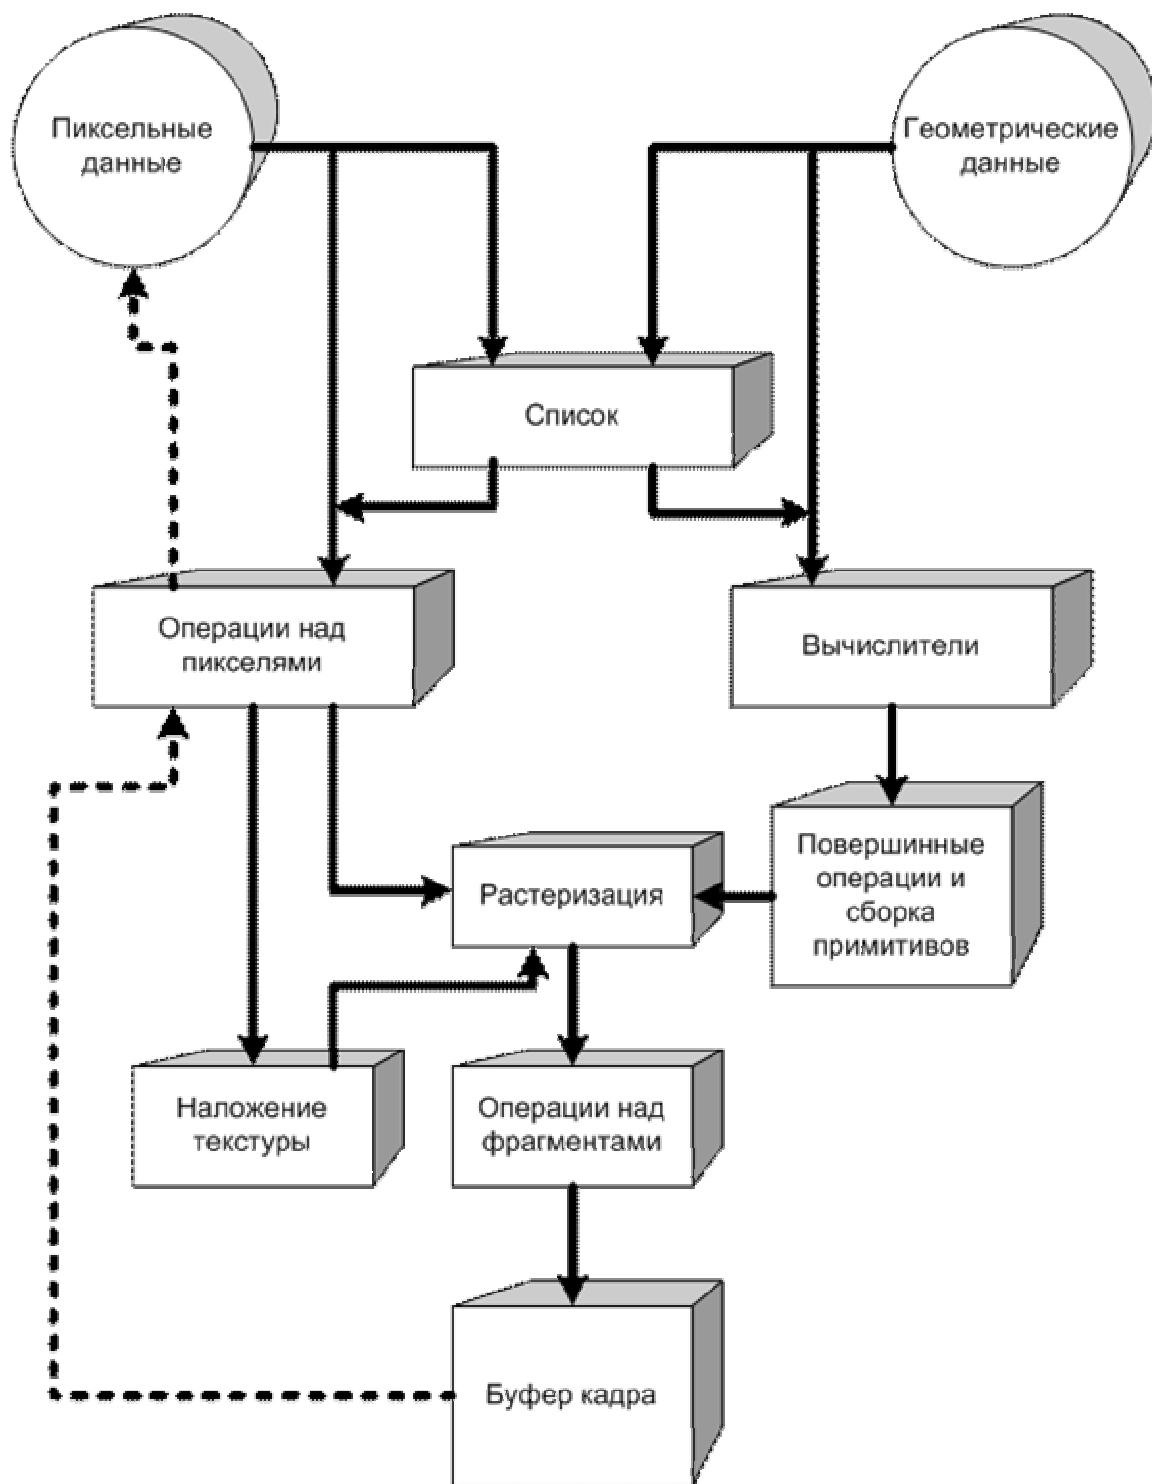 Пиксельные
данные
Геометрические
данные
Список
Операции над
пикселями
Вычислители
Повершинные
операции и
сборка
примитивов
Растеризация
Наложение
текстуры
Операции над
фрагментами
Буфер кадра